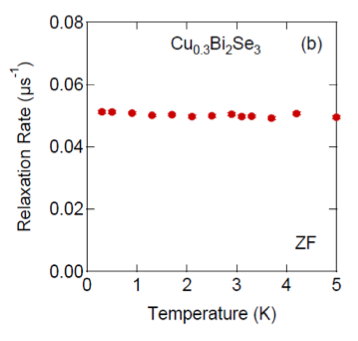 0.08
Cu₀.₃Bi₂Se₃ (b)
0.06
0.04
0.02
ZF
0.00
0 1 2 3 4 5
Relaxation Rate (μs⁻¹)
Temperature (K)